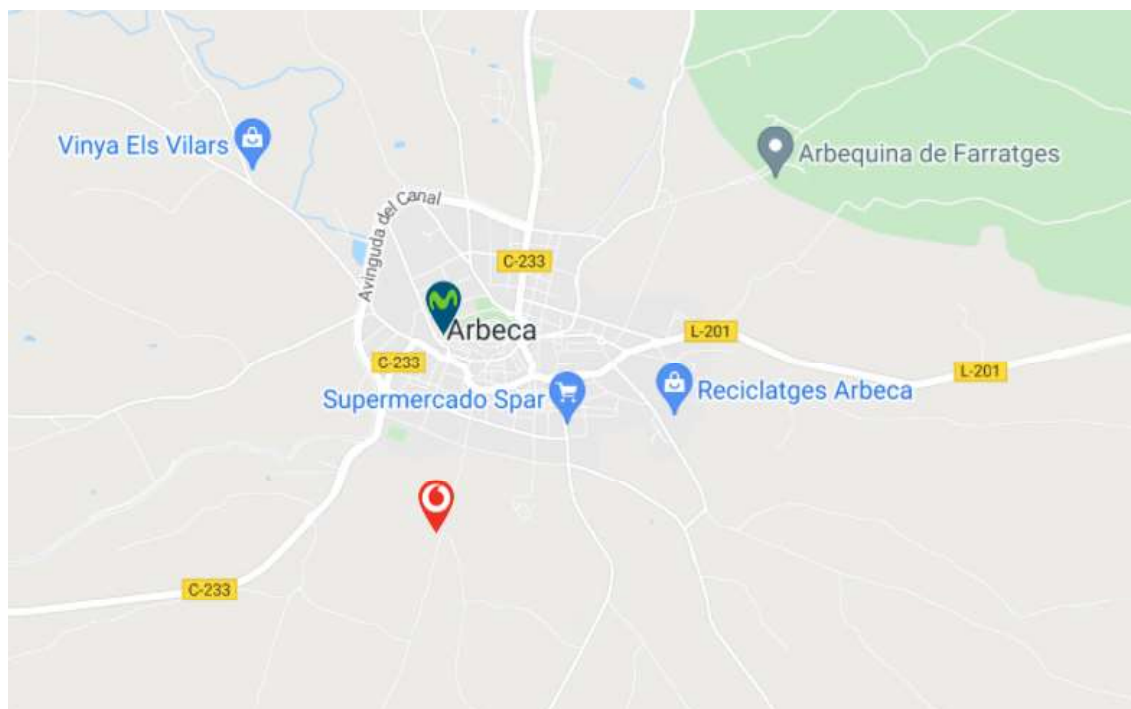 Vinya Els Vilars
Arbequina de Farratges
Avinguda del Canal
C-233
Arbeca
L-201
C-233
L-201
Supermercado Spar
Reciclatges Arbeca
C-233